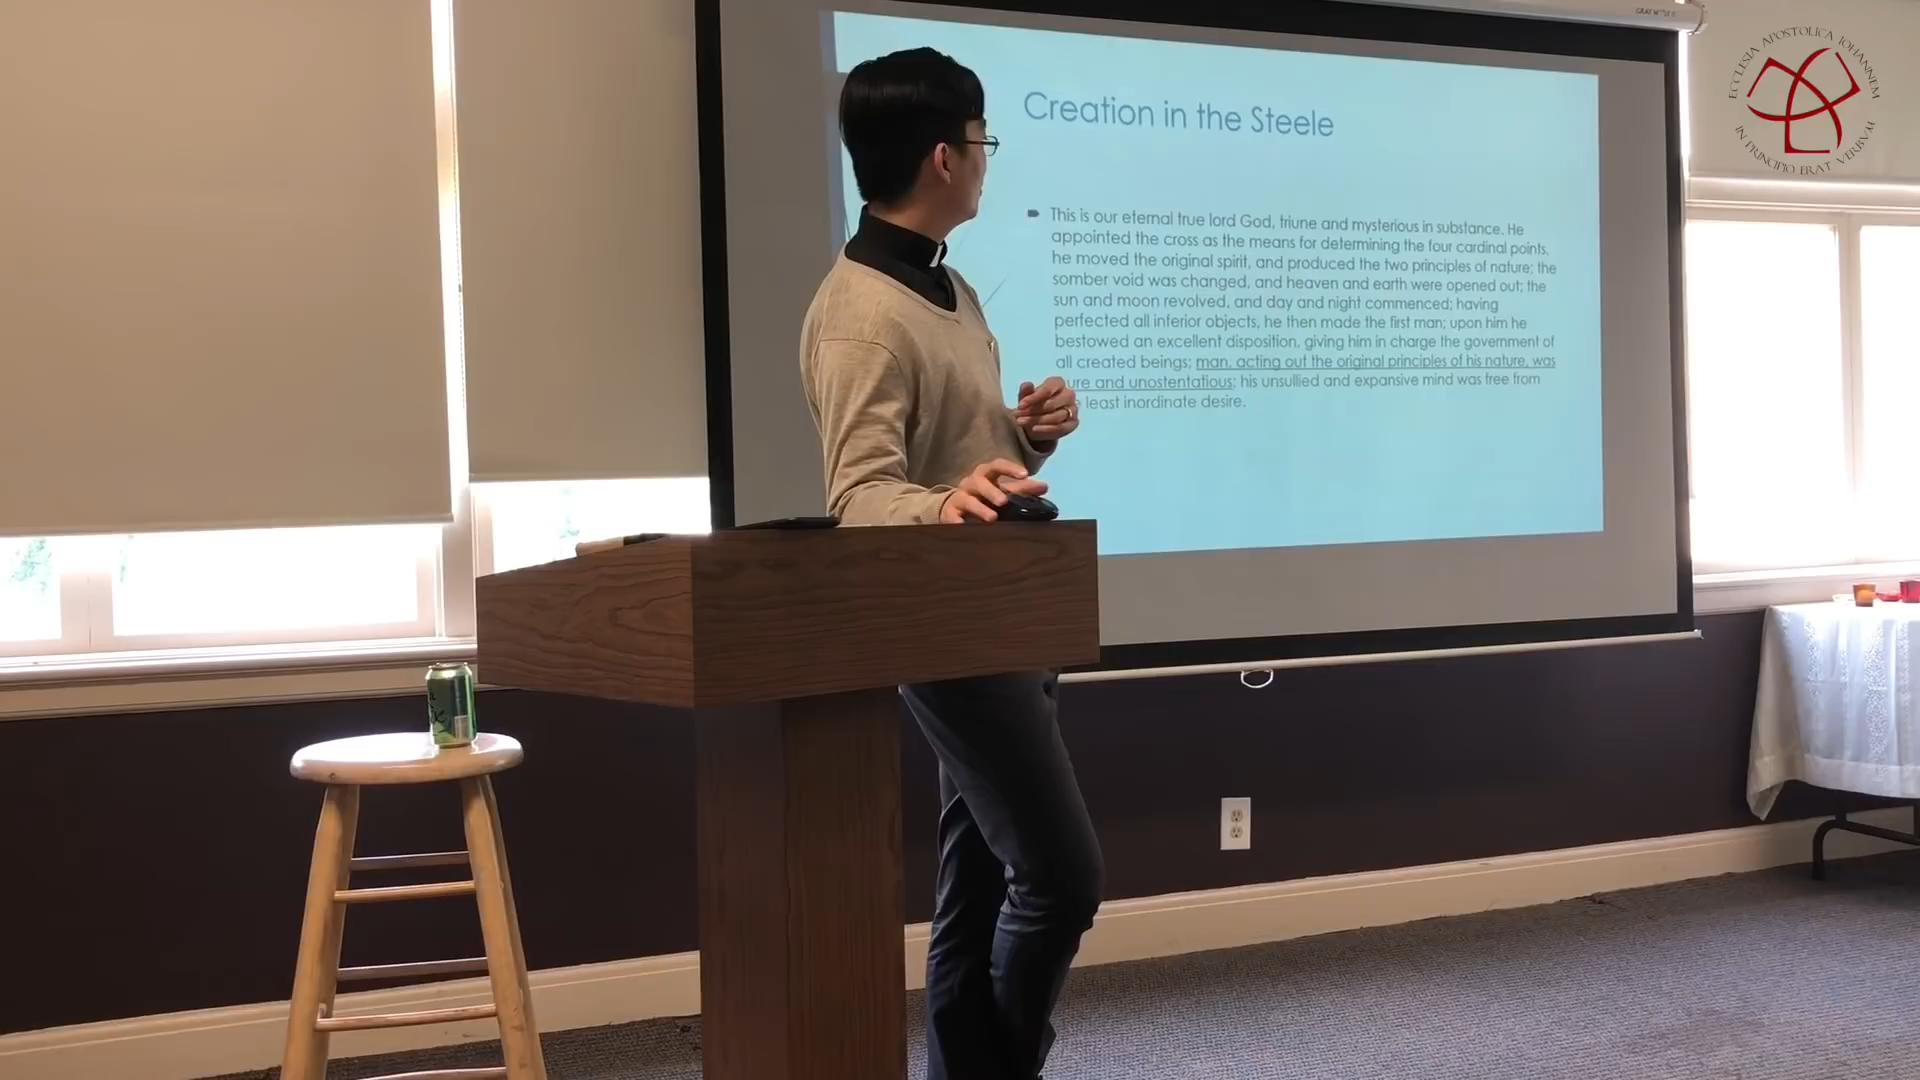 Creation in the Steele
This is our eternal true lord God, triune and mysterious in substance. He
appointed the cross as the means for determining the four cardinal points,
he moved the original spirit, and produced the two principles of nature; the
somber void was changed, and heaven and earth were opened out; the
sun and moon revolved, and day and night commenced; having
perfected all inferior objects, he then made the first man; upon him he
bestowed an excellent disposition, giving him in charge the government of
all created beings; man, acting out the original principles of his nature, was
ure and unostentatious; his unsullied and expansive mind was free from
least inordinate desire.
ECCLESIA APOSTOLICA IOHANNEM
IN PRINCIPIO ERAT VERBVM